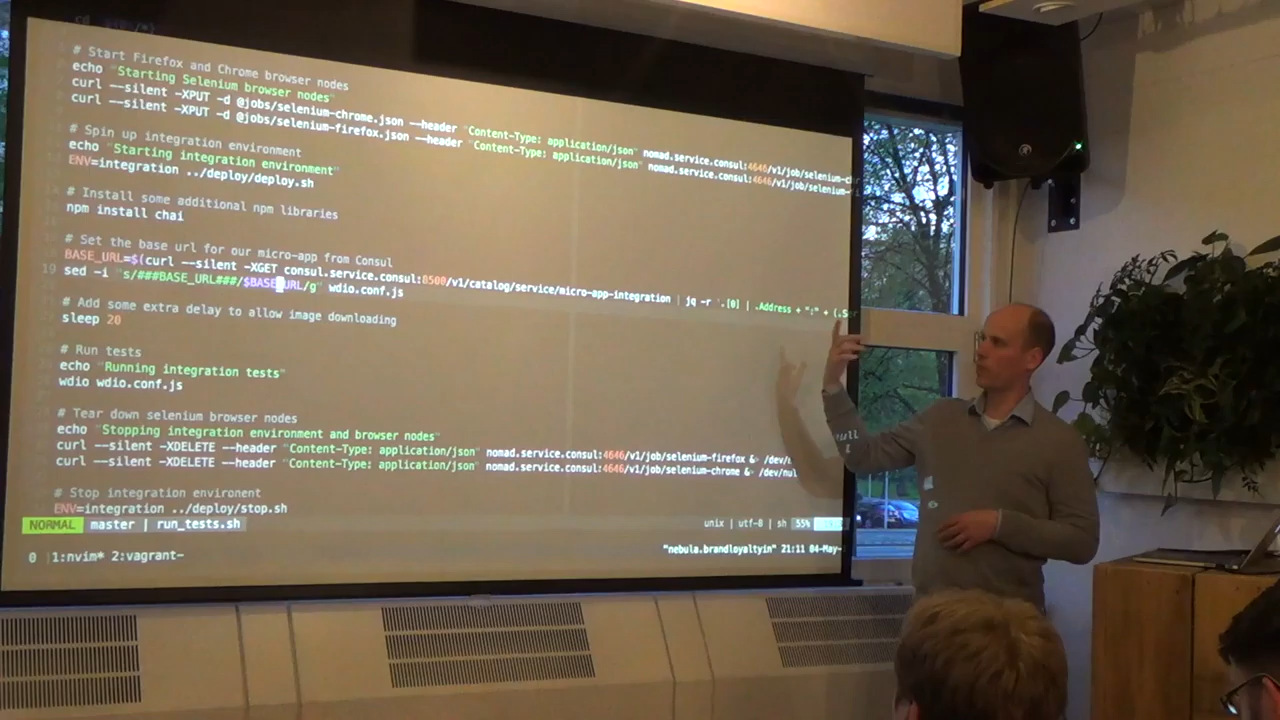 # Start Firefox and Chrome browser nodes
echo "Starting Selenium browser nodes"
curl --silent -XPUT -d @jobs/selenium-chrome.json --header "Content-Type: application/json" nomad.service.consul:4646/v1/job/selenium-chr
curl --silent -XPUT -d @jobs/selenium-firefox.json --header "Content-Type: application/json" nomad.service.consul:4646/v1/job/selenium-
# Spin up integration environment
echo "Starting integration environment"
ENV=integration ../deploy/deploy.sh
# Install some additional npm libraries
npm install chai
# Set the base url for our micro-app from Consul
BASE_URL=$(curl --silent -XGET consul.service.consul:8500/v1/catalog/service/micro-app-integration | jq -r '.[0] | .Address + ":" + (.Ser
19 sed -i "s/###BASE_URL###/$BASE_URL/g" wdio.conf.js
# Add some extra delay to allow image downloading
sleep 20
# Run tests
echo "Running integration tests"
wdio wdio.conf.js
# Tear down selenium browser nodes
echo "Stopping integration environment and browser nodes"
curl --silent -XDELETE --header "Content-Type: application/json" nomad.service.consul:4646/v1/job/selenium-firefox &> /dev/n
curl --silent -XDELETE --header "Content-Type: application/json" nomad.service.consul:4646/v1/job/selenium-chrome &> /dev/nul
# Stop integration environent
ENV=integration ../deploy/stop.sh
NORMAL master | run_tests.sh unix | utf-8 | sh 55%
0 1:nvim* 2:vagrant- "nebula.brandloyaltyin" 21:11 04-May-